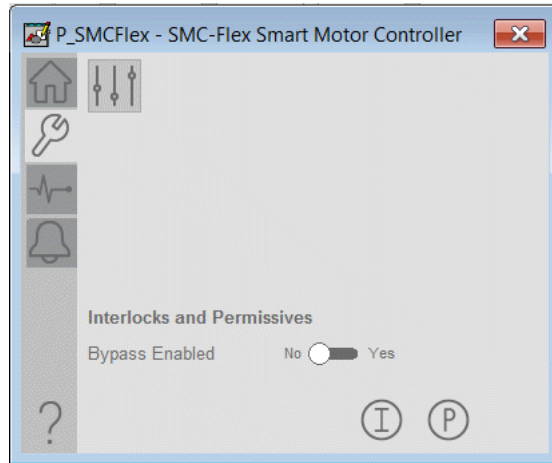 P_SMCFlex - SMC-Flex Smart Motor Controller
Interlocks and Permissives
Bypass Enabled No Yes
? I P